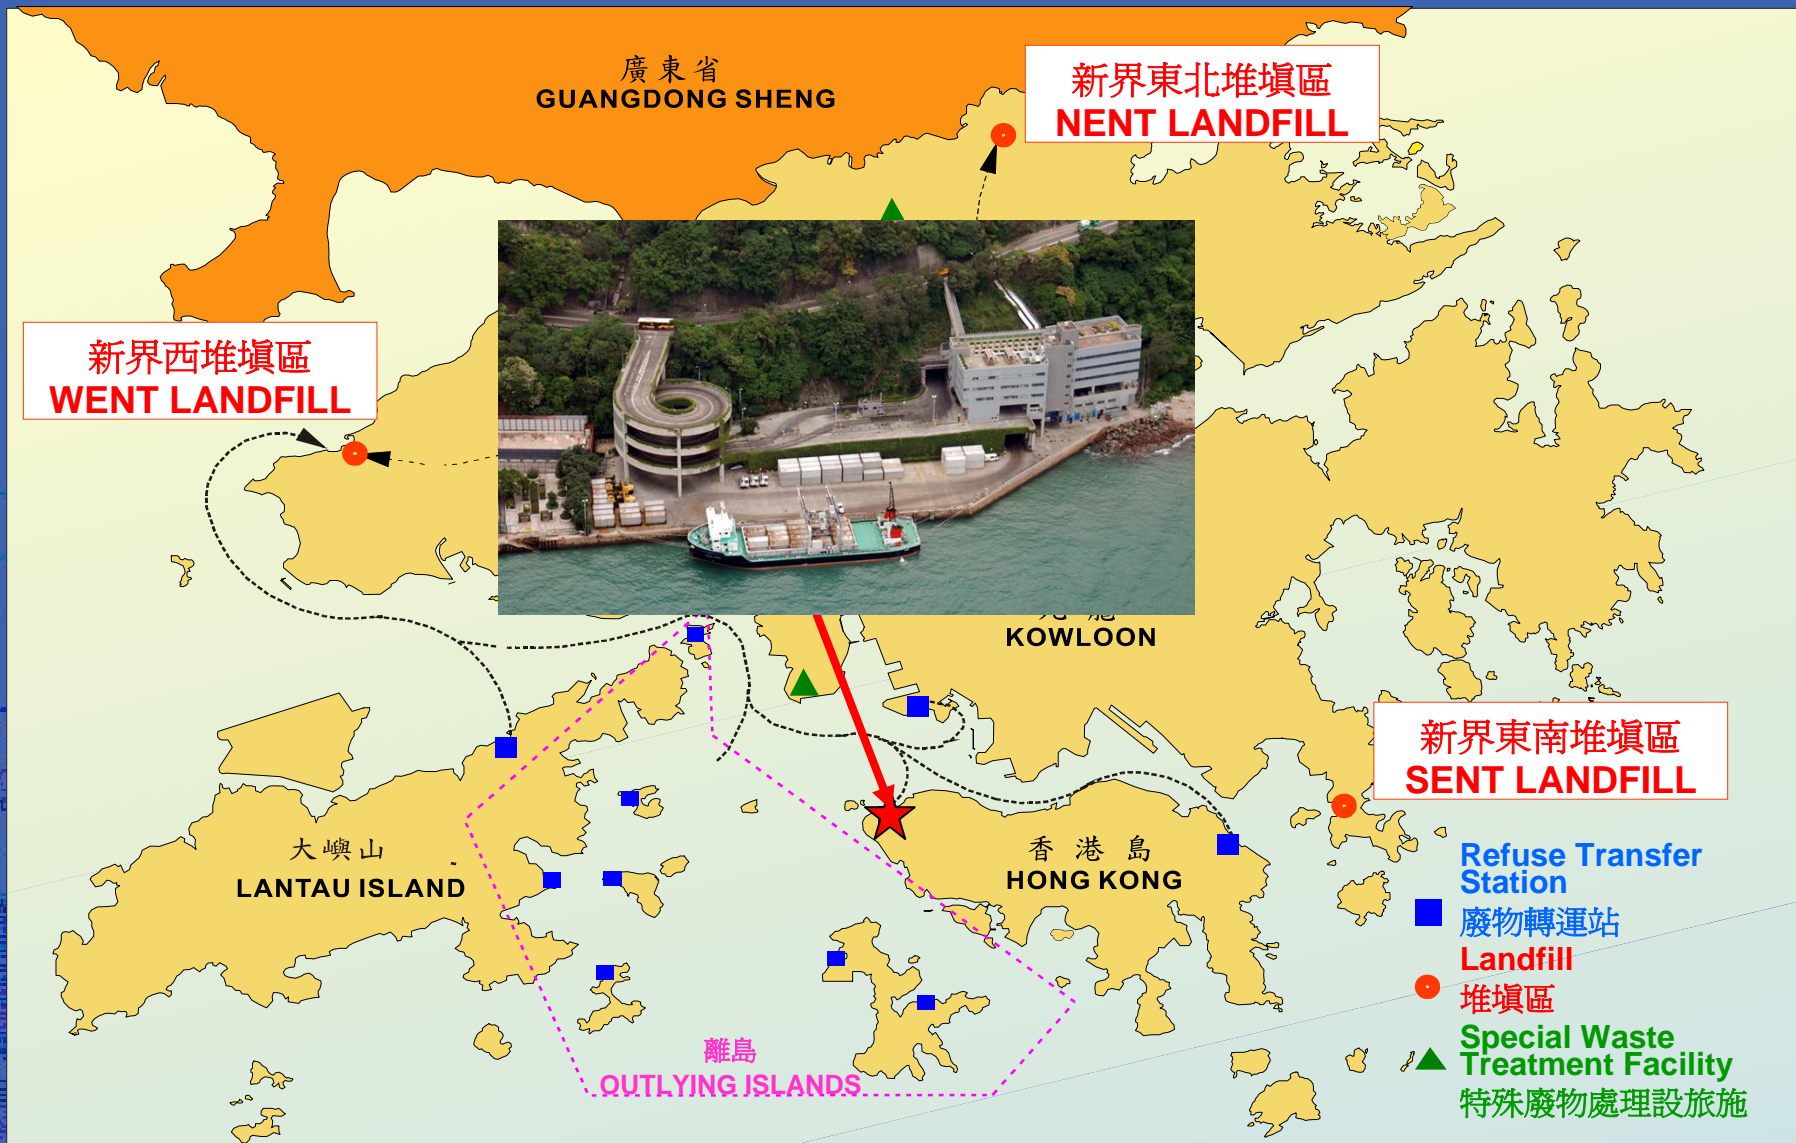 廣東省
GUANGDONG SHENG
新界東北堆填區
NENT LANDFILL
新界西堆填區
WENT LANDFILL
九龍
KOWLOON
新界東南堆填區
SENT LANDFILL
大嶼山
LANTAU ISLAND
香港島
HONG KONG
離島
OUTLYING ISLANDS
Refuse Transfer
Station
廢物轉運站
Landfill
堆填區
Special Waste
Treatment Facility
特殊廢物處理設旅施